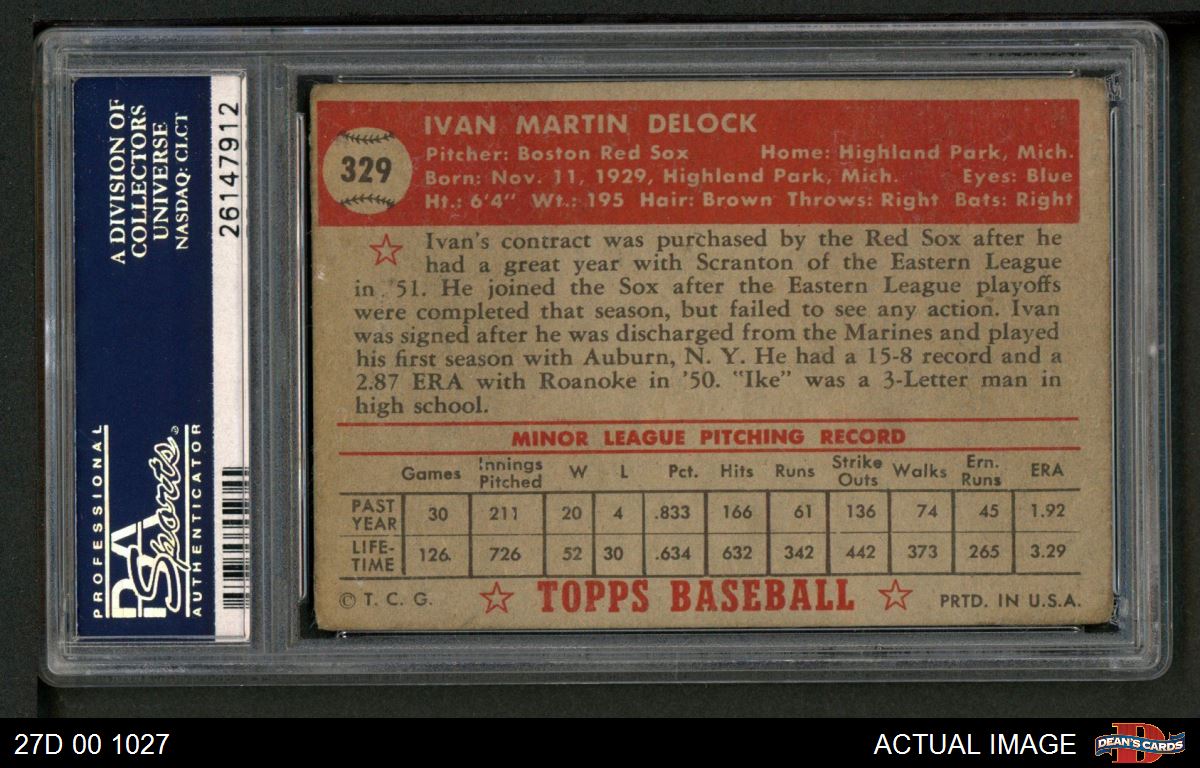 A DIVISION OF
COLLECTORS
UNIVERSE
NASDAQ: CLCT
26147912
PROFESSIONAL
PSA
Sports
AUTHENTICATOR
329
IVAN MARTIN DELOCK
Pitcher: Boston Red Sox Home: Highland Park, Mich.
Born: Nov. 11, 1929, Highland Park, Mich. Eyes: Blue
Ht.: 6'4" Wt.: 195 Hair: Brown Throws: Right Bats: Right
Ivan's contract was purchased by the Red Sox after he
had a great year with Scranton of the Eastern League
in '51. He joined the Sox after the Eastern League playoffs
were completed that season, but failed to see any action. Ivan
was signed after he was discharged from the Marines and played
his first season with Auburn, N. Y. He had a 15-8 record and a
2.87 ERA with Roanoke in '50. "Ike" was a 3-Letter man in
high school.
MINOR LEAGUE PITCHING RECORD
Games Innings Pitched W L Pct. Hits Runs Strike Outs Walks Ern. Runs ERA
PAST YEAR 30 211 20 4 .833 166 61 136 74 45 1.92
LIFE-TIME 126. 726 52 30 .634 632 342 442 373 265 3.29
© T. C. G. TOPPS BASEBALL PRTD. IN U.S.A.
27D 00 1027
ACTUAL IMAGE
D
DEAN'S CARDS